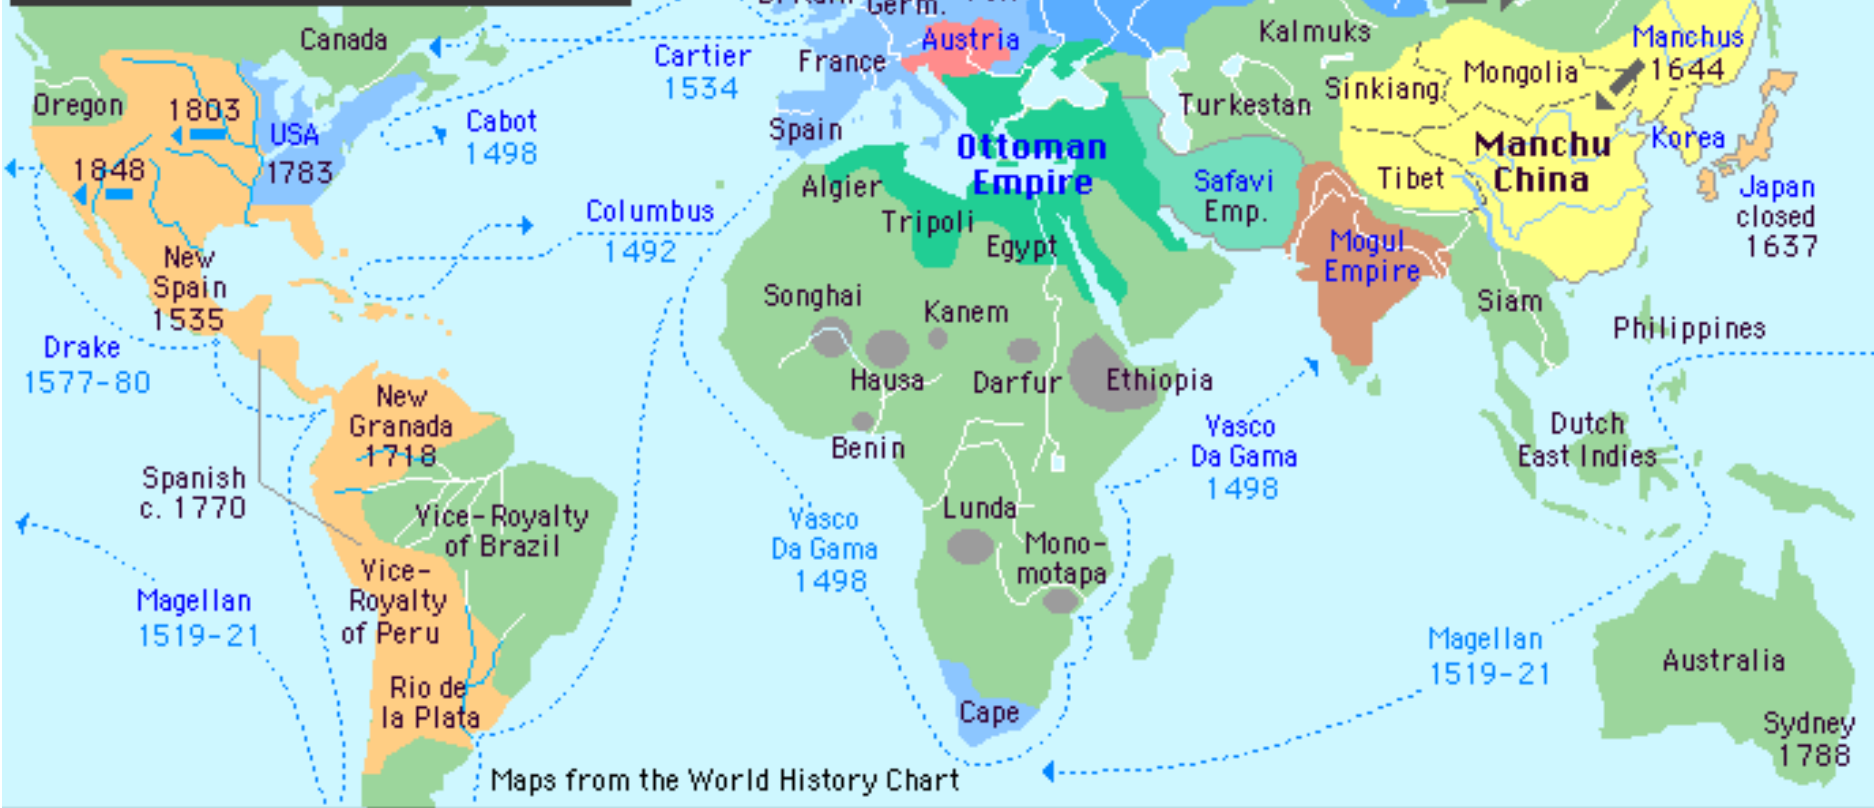 Germ.
Canada
Cartier
1534
France
Austria
Kalmuks
Manchus
1644
Mongolia
Sinkiang
Oregon
1803
USA
1783
Cabot
1498
Spain
Turkestan
Ottoman
Empire
Manchu
China
Korea
1848
Algier
Safavi
Emp.
Tibet
Japan
closed
1637
Columbus
1492
Tripoli
Egypt
Mogul
Empire
New
Spain
1535
Songhai
Kanem
Siam
Philippines
Drake
1577-80
Hausa
Darfur
Ethiopia
New
Granada
1718
Benin
Vasco
Da Gama
1498
Dutch
East Indies
Spanish
c. 1770
Vice-Royalty
of Brazil
Vasco
Da Gama
1498
Lunda
Mono-
motapa
Vice-
Royalty
of Peru
Magellan
1519-21
Magellan
1519-21
Australia
Rio de
la Plata
Cape
Sydney
1788
Maps from the World History Chart